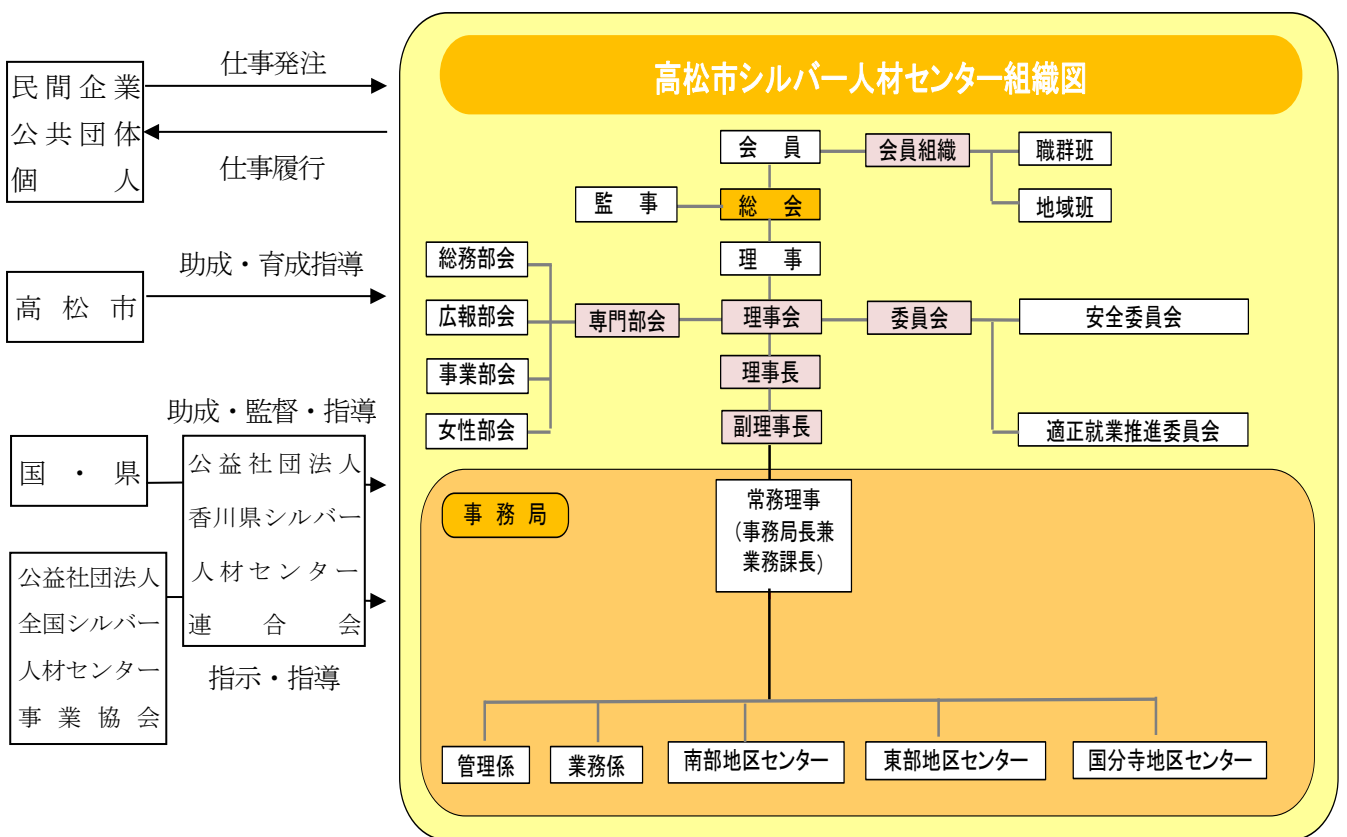 高松市シルバー人材センター組織図
仕事発注
民間企業
公共団体
個人
仕事履行
会員
会員組織
職群班
地域班
監事
総会
理事
総務部会
広報部会
事業部会
女性部会
専門部会
理事会
委員会
安全委員会
適正就業推進委員会
理事長
副理事長
助成・育成指導
高松市
助成・監督・指導
国・県
公益社団法人
香川県シルバー
人材センター
連合会
公益社団法人
全国シルバー
人材センター
事業協会
指示・指導
事務局
常務理事
(事務局長兼
業務課長)
管理係
業務係
南部地区センター
東部地区センター
国分寺地区センター